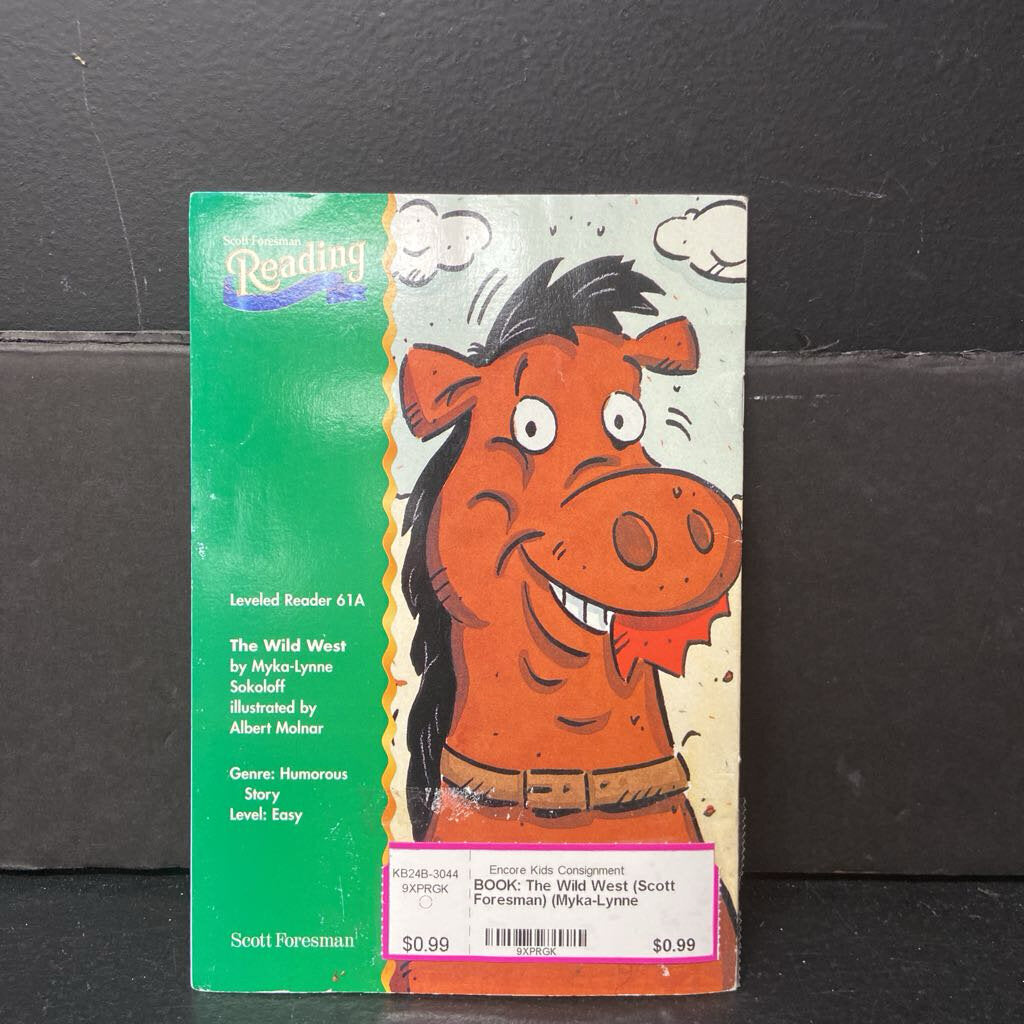 Scott Foresman
Reading
Leveled Reader 61A
The Wild West
by Myka-Lynne
Sokoloff
illustrated by
Albert Molnar
Genre: Humorous
Story
Level: Easy
Scott Foresman
KB24B-3044
9XPRGK
$0.99
Encore Kids Consignment
BOOK: The Wild West (Scott
Foresman) (Myka-Lynne
9XPRGK
$0.99